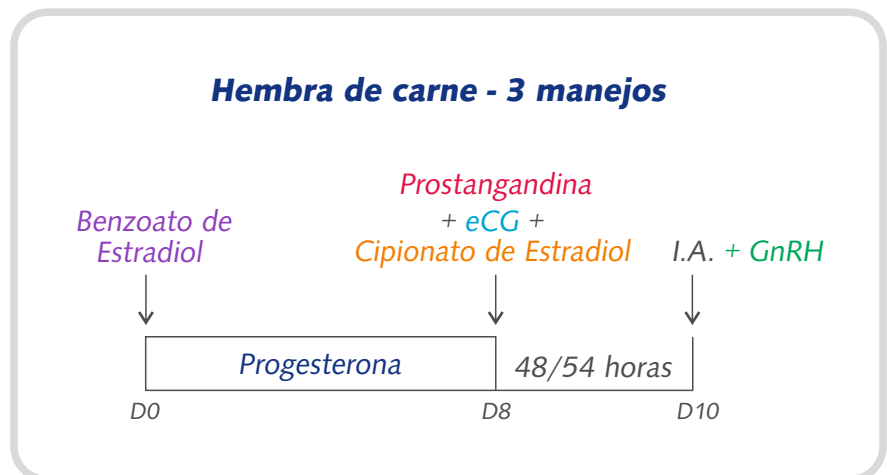 Hembra de carne - 3 manejos
Benzoato de
Estradiol
Prostangandina
+ eCG +
Cipionato de Estradiol
I.A. + GnRH
Progesterona
48/54 horas
D0
D8
D10